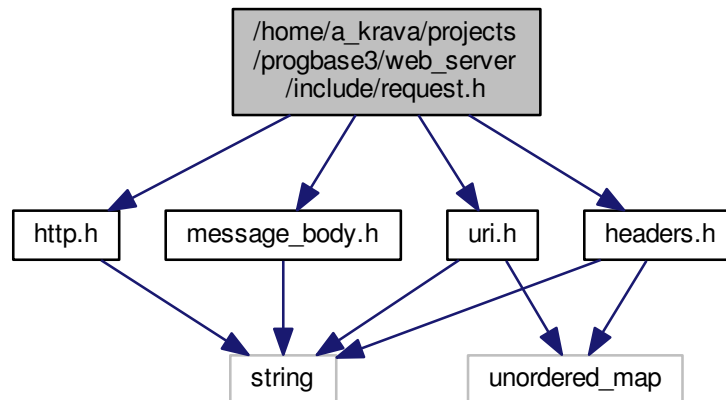 /home/a_krava/projects
/progbase3/web_server
/include/request.h
http.h
message_body.h
uri.h
headers.h
string
unordered_map